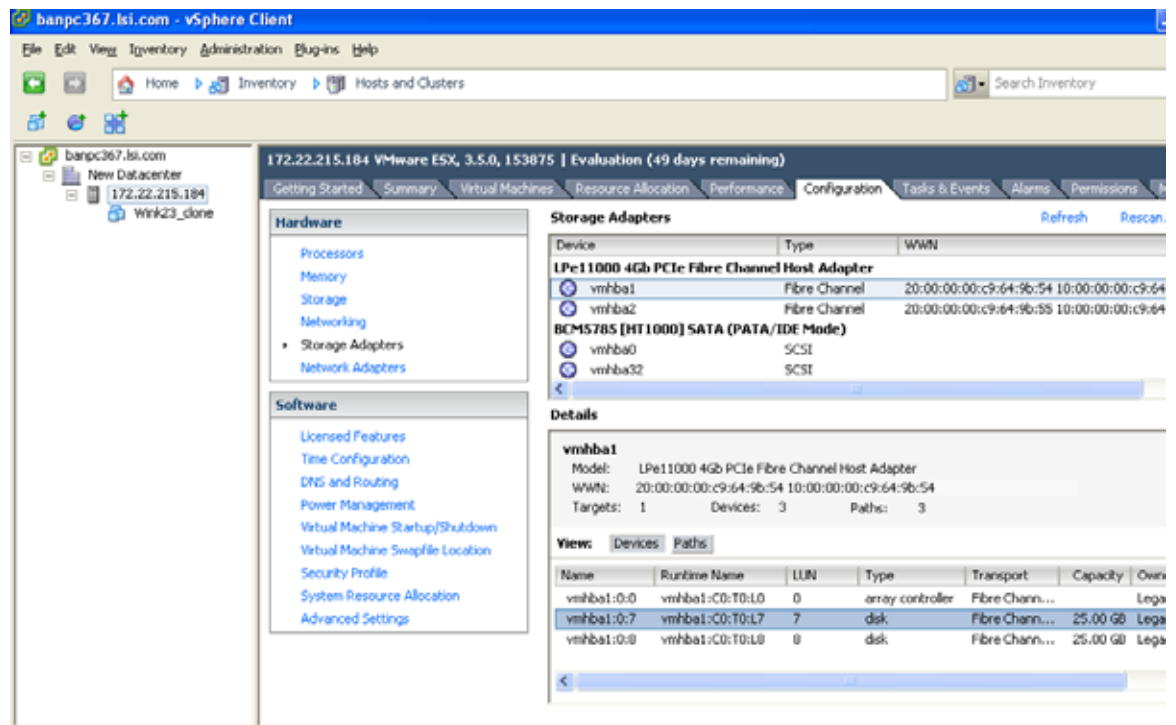 banpc367.lsi.com - vSphere Client
File Edit View Inventory Administration Plug-ins Help
Home Inventory Hosts and Clusters Search Inventory
banpc367.lsi.com
New Datacenter
172.22.215.184
Wink23_clone
172.22.215.184 VMware ESX, 3.5.0, 153875 | Evaluation (49 days remaining)
Getting Started Summary Virtual Machines Resource Allocation Performance Configuration Tasks & Events Alarms Permissions
Hardware
Processors
Memory
Storage
Networking
Storage Adapters
Network Adapters
Software
Licensed Features
Time Configuration
DNS and Routing
Power Management
Virtual Machine Startup/Shutdown
Virtual Machine Swapfile Location
Security Profile
System Resource Allocation
Advanced Settings
Storage Adapters Refresh Rescan.
Device Type WWN
LPe11000 4Gb PCIe Fibre Channel Host Adapter
vmhba1 Fibre Channel 20:00:00:00:c9:64:9b:54 10:00:00:00:c9:64
vmhba2 Fibre Channel 20:00:00:00:c9:64:9b:55 10:00:00:00:c9:64
BCM5785 [HT1000] SATA (PATA/IDE Mode)
vmhba0 SCSI
vmhba32 SCSI
Details
vmhba1
Model: LPe11000 4Gb PCIe Fibre Channel Host Adapter
WWN: 20:00:00:00:c9:64:9b:54 10:00:00:00:c9:64:9b:54
Targets: 1 Devices: 3 Paths: 3
View: Devices Paths
Name Runtime Name LUN Type Transport Capacity Owne
vmhba1:0:0 vmhba1:C0:T0:L0 0 array controller Fibre Chann... Lega
vmhba1:0:7 vmhba1:C0:T0:L7 7 disk Fibre Chann... 25.00 GB Lega
vmhba1:0:8 vmhba1:C0:T0:L8 8 disk Fibre Chann... 25.00 GB Lega